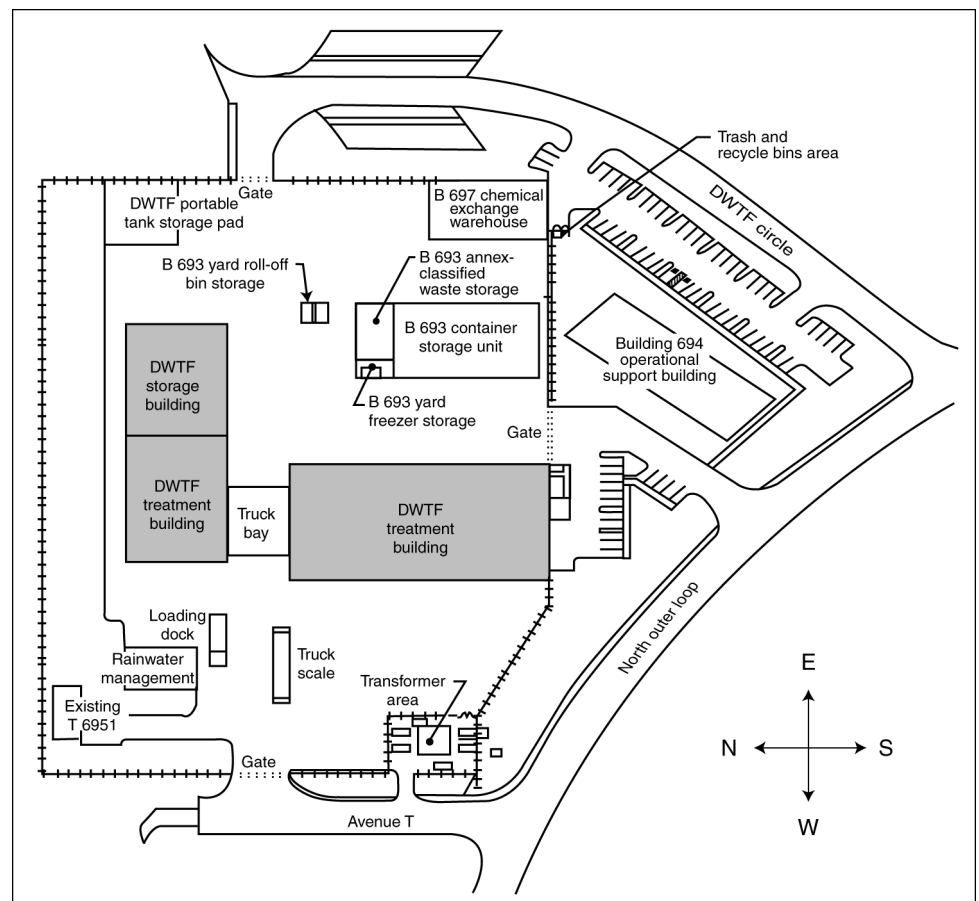 Trash and
recycle bins area
DWTF circle
Gate
DWTF portable
tank storage pad
B 697 chemical
exchange
warehouse
B 693 yard roll-off
bin storage
B 693 annex-
classified
waste storage
B 693 container
storage unit
Building 694
operational
support building
DWTF
storage
building
B 693 yard
freezer storage
Gate
DWTF
treatment
building
Truck
bay
DWTF
treatment
building
North outer loop
Loading
dock
Rainwater
management
Truck
scale
Transformer
area
Existing
T 6951
Gate
Avenue T
E
N
S
W